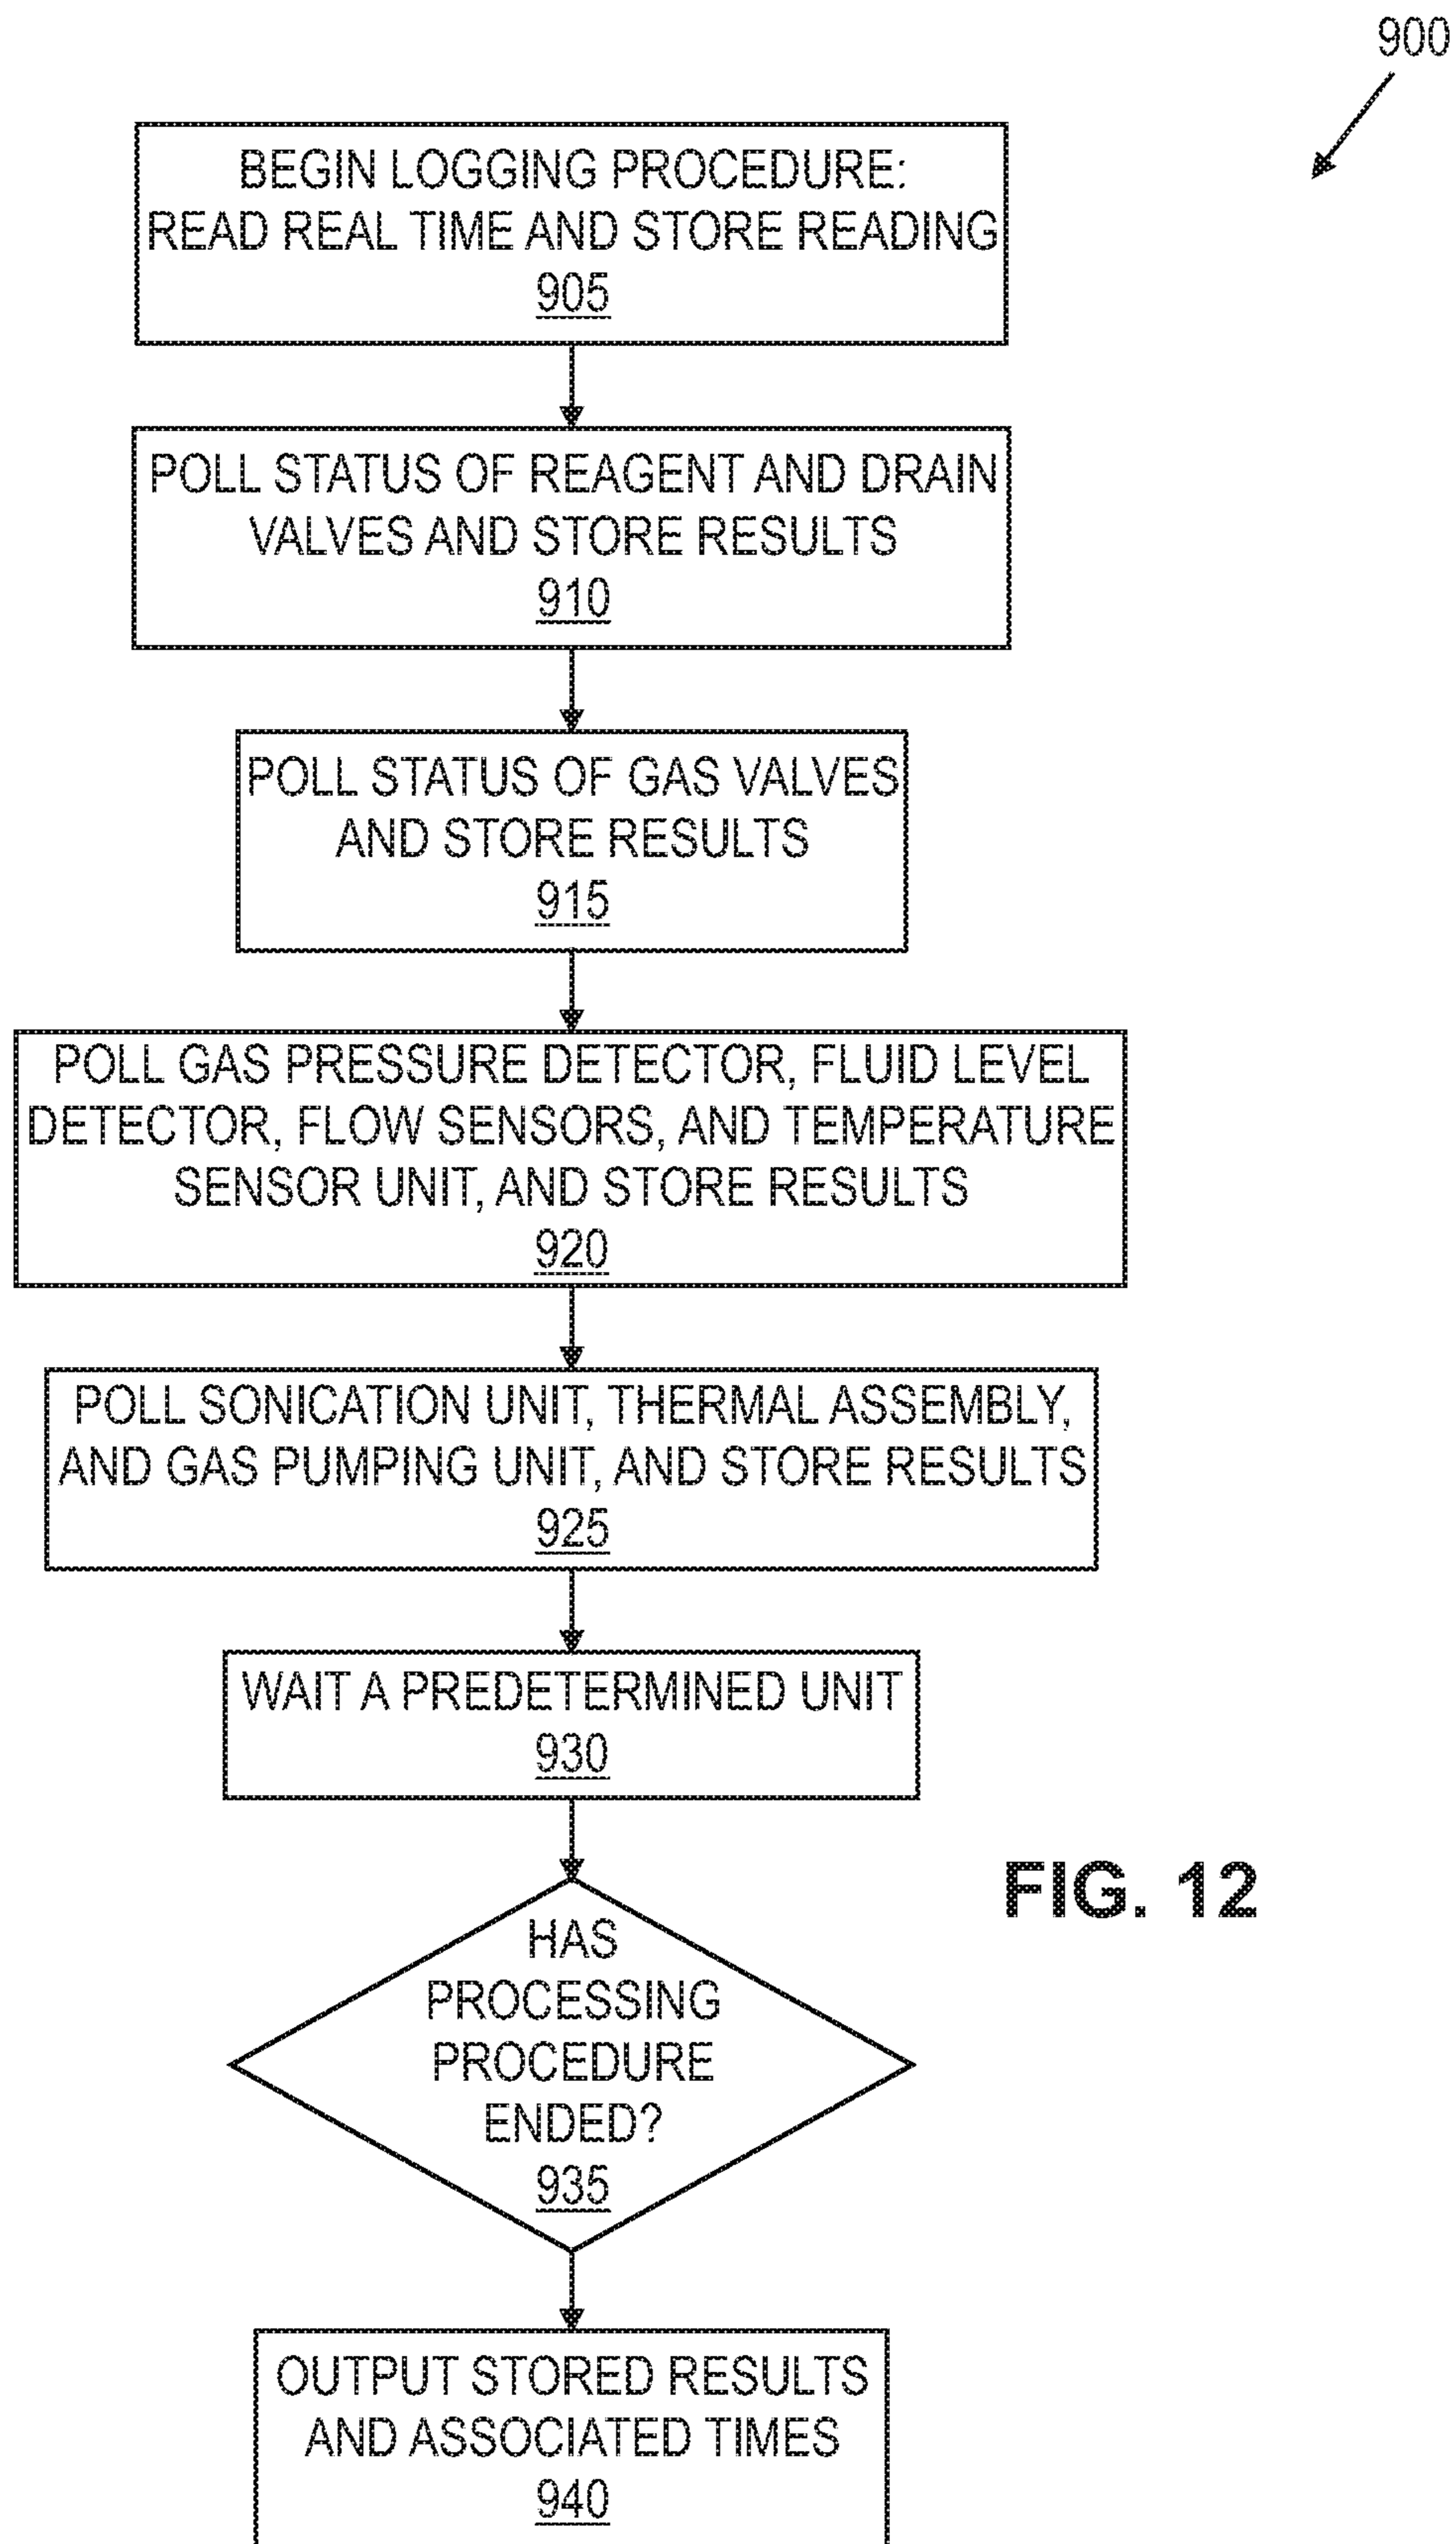 900
BEGIN LOGGING PROCEDURE:
READ REAL TIME AND STORE READING
905
POLL STATUS OF REAGENT AND DRAIN
VALVES AND STORE RESULTS
910
POLL STATUS OF GAS VALVES
AND STORE RESULTS
915
POLL GAS PRESSURE DETECTOR, FLUID LEVEL
DETECTOR, FLOW SENSORS, AND TEMPERATURE
SENSOR UNIT, AND STORE RESULTS
920
POLL SONICATION UNIT, THERMAL ASSEMBLY,
AND GAS PUMPING UNIT, AND STORE RESULTS
925
WAIT A PREDETERMINED UNIT
930
FIG. 12
HAS
PROCESSING
PROCEDURE
ENDED?
935
OUTPUT STORED RESULTS
AND ASSOCIATED TIMES
940